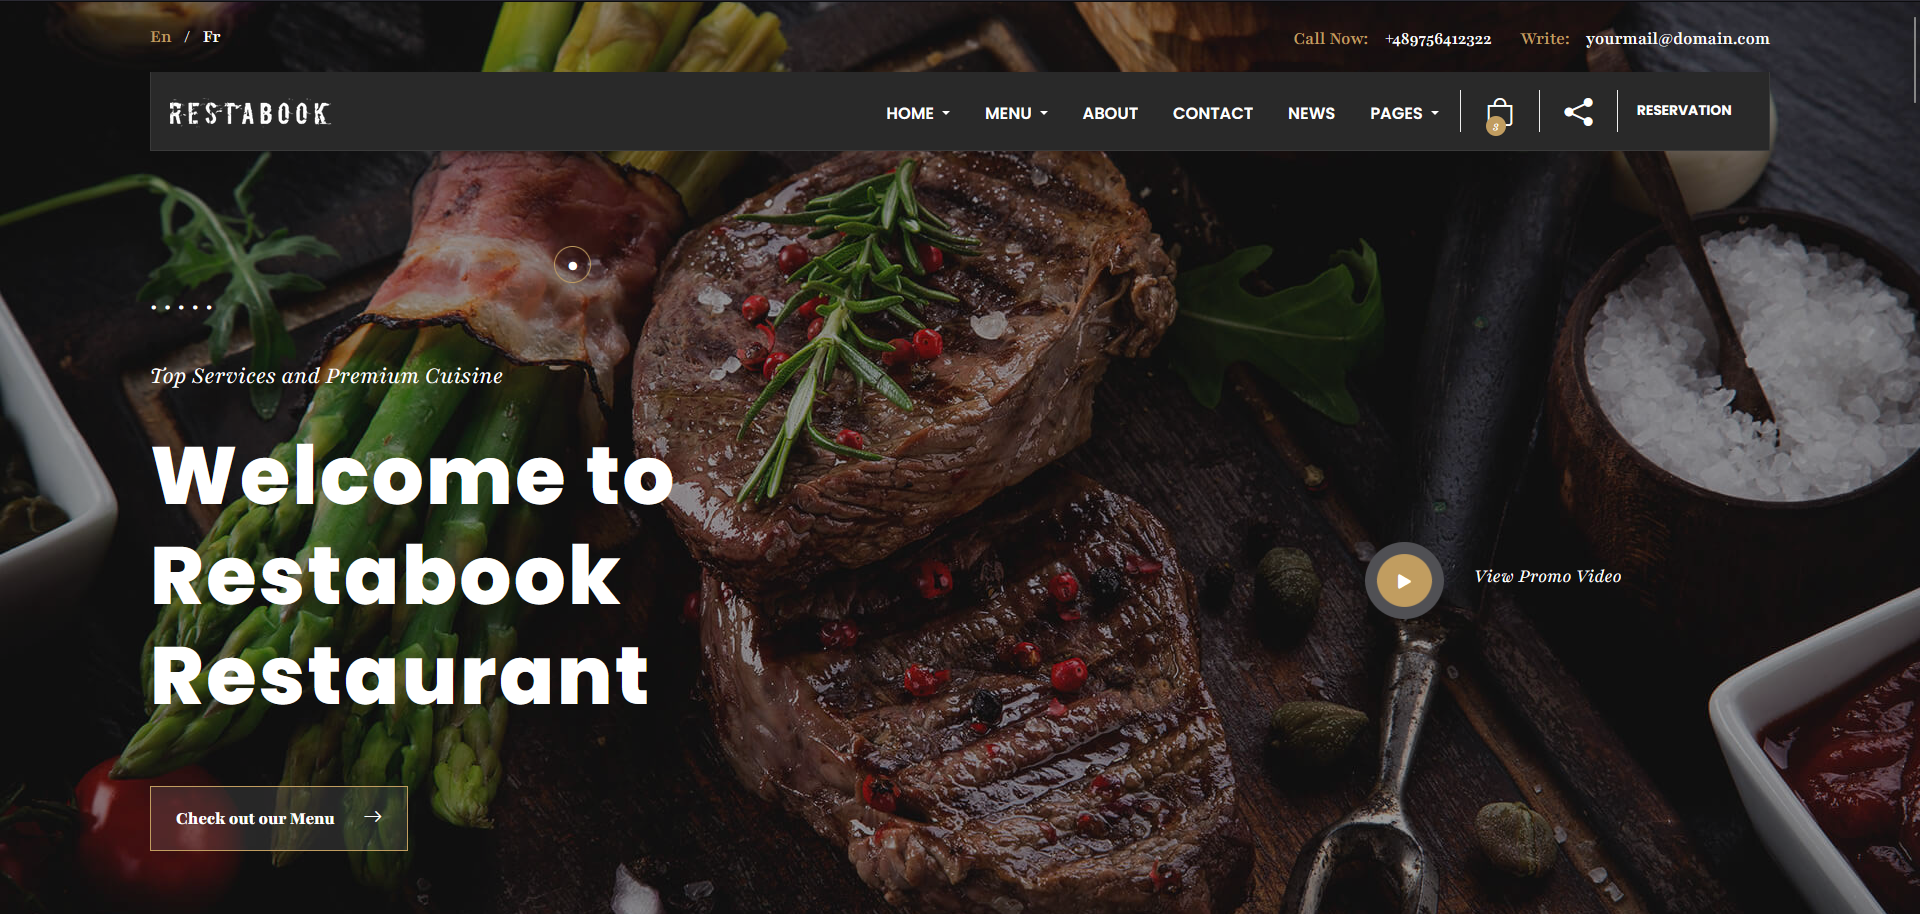 En / Fr
Call Now: +489756412322 Write: yourmail@domain.com
RESTABOOK
HOME MENU ABOUT CONTACT NEWS PAGES 3 RESERVATION
Top Services and Premium Cuisine
Welcome to
Restabook
Restaurant
View Promo Video
Check out our Menu